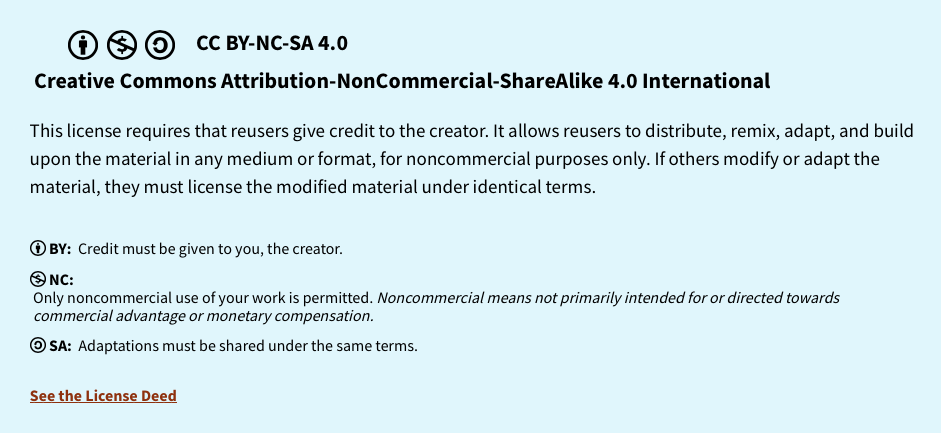 CC BY-NC-SA 4.0
Creative Commons Attribution-NonCommercial-ShareAlike 4.0 International
This license requires that reusers give credit to the creator. It allows reusers to distribute, remix, adapt, and build
upon the material in any medium or format, for noncommercial purposes only. If others modify or adapt the
material, they must license the modified material under identical terms.
BY: Credit must be given to you, the creator.
NC:
Only noncommercial use of your work is permitted. Noncommercial means not primarily intended for or directed towards
commercial advantage or monetary compensation.
SA: Adaptations must be shared under the same terms.
See the License Deed